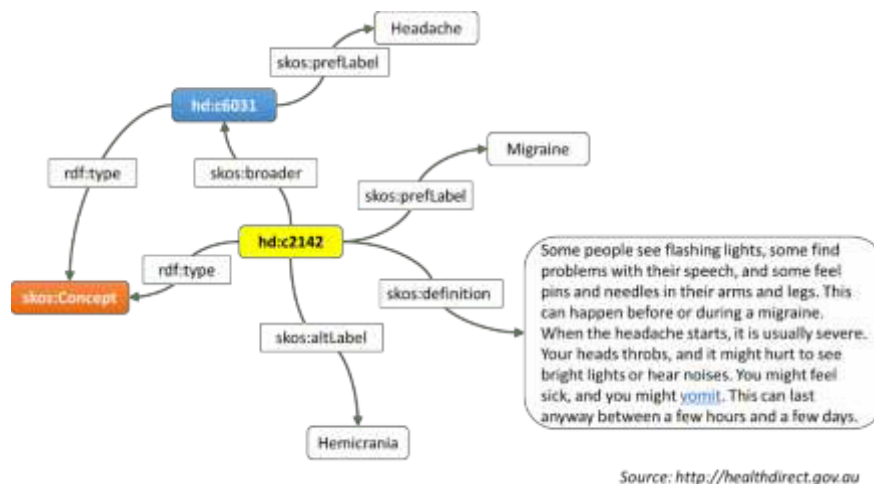 Headache
skos:prefLabel
hd:c6031
Migraine
rdf:type
skos:broader
skos:prefLabel
hd:c2142
rdf:type
skos:Concept
skos:definition
skos:altLabel
Some people see flashing lights, some find
problems with their speech, and some feel
pins and needles in their arms and legs. This
can happen before or during a migraine.
When the headache starts, it is usually severe.
Your heads throbs, and it might hurt to see
bright lights or hear noises. You might feel
sick, and you might vomit. This can last
anyway between a few hours and a few days.
Hemicrania
Source: http://healthdirect.gov.au